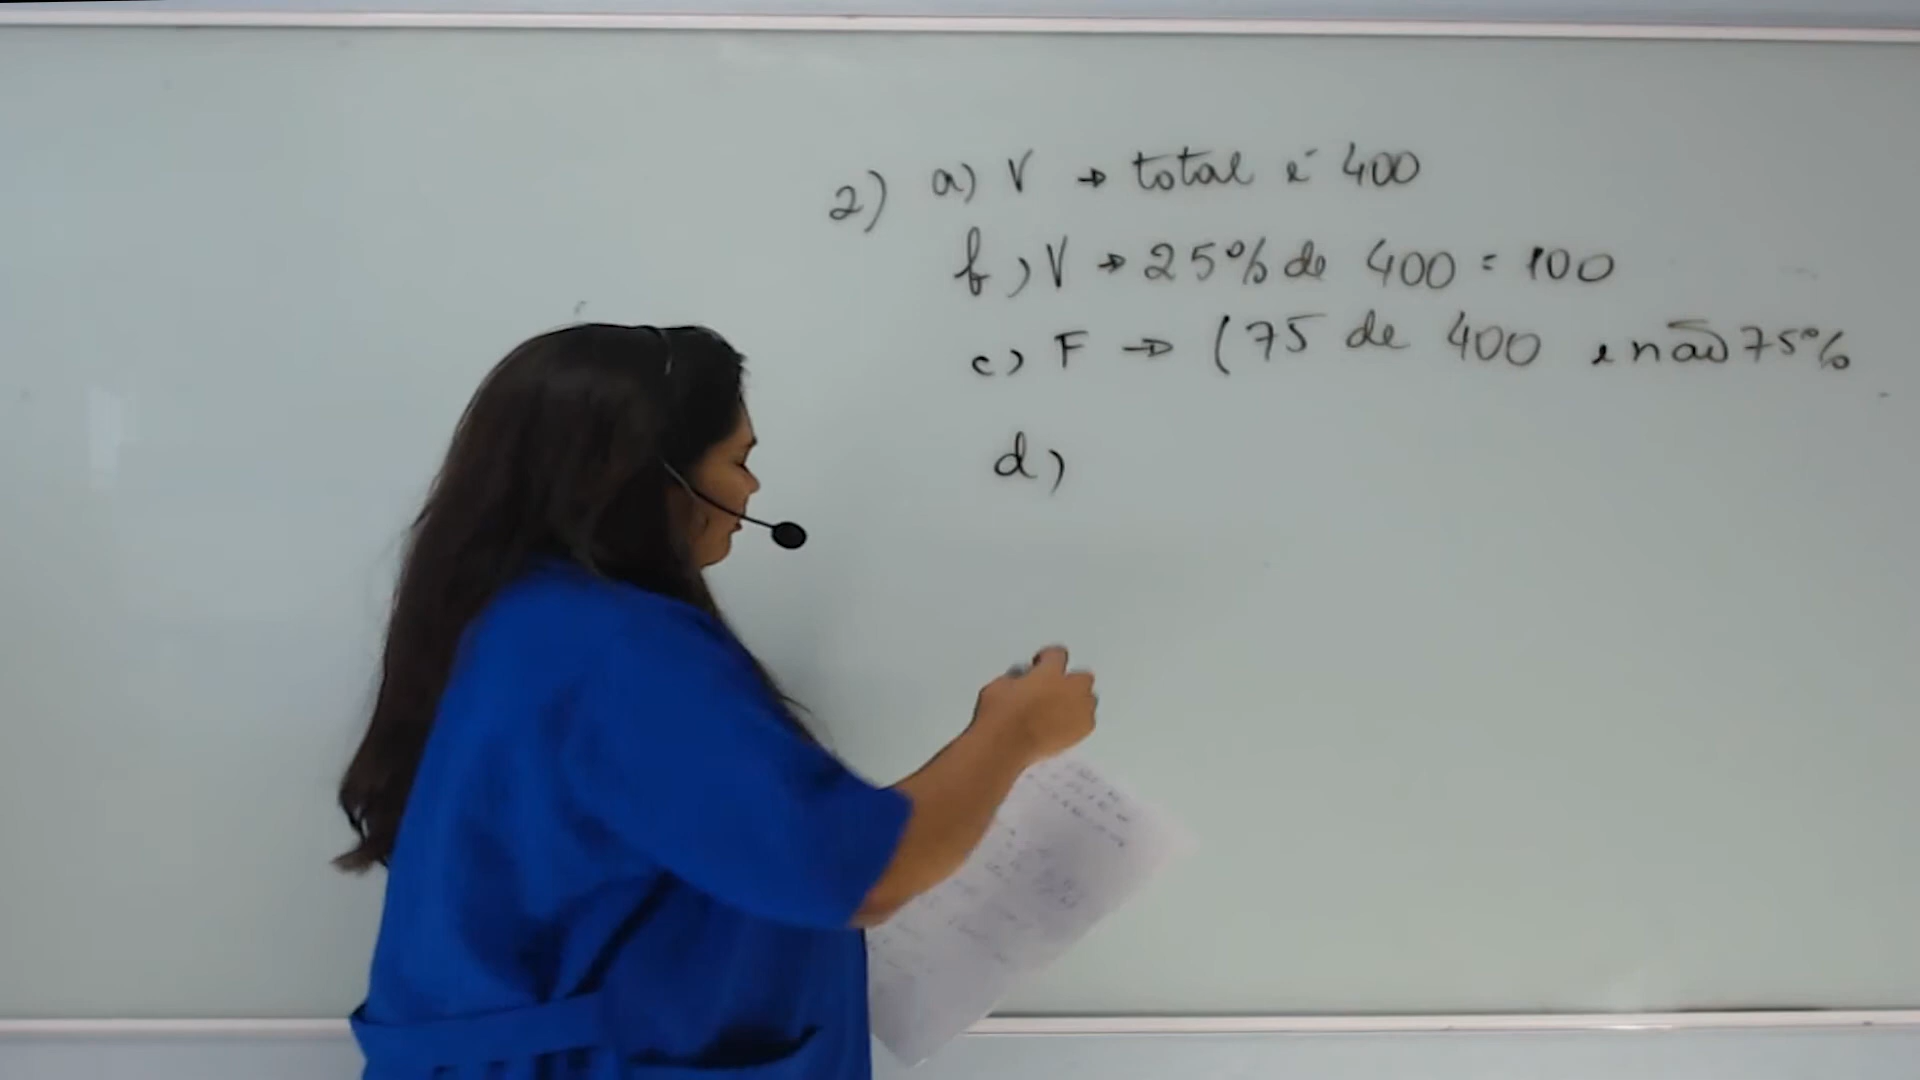 2) a) V → total é 400
b) V → 25% de 400 = 100
c) F → (75 de 400 e não 75%
d)